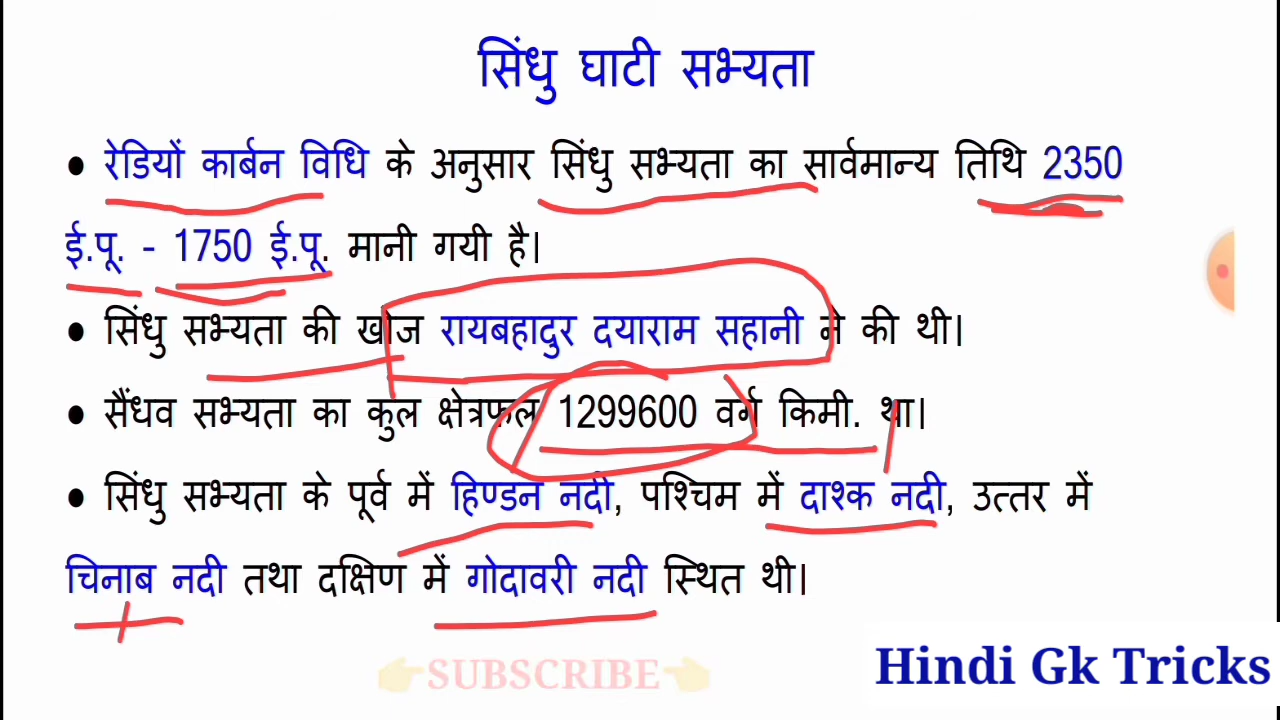 सिंधु घाटी सभ्यता
● रेडियों कार्बन विधि के अनुसार सिंधु सभ्यता का सार्वमान्य तिथि 2350
ई.पू. - 1750 ई.पू. मानी गयी है।
● सिंधु सभ्यता की खोज रायबहादुर दयाराम सहानी ने की थी।
● सैंधव सभ्यता का कुल क्षेत्रफल 1299600 वर्ग किमी. था।
● सिंधु सभ्यता के पूर्व में हिण्डन नदी, पश्चिम में दाश्क नदी, उत्तर में
चिनाब नदी तथा दक्षिण में गोदावरी नदी स्थित थी।
👉SUBSCRIBE👈
Hindi Gk Tricks